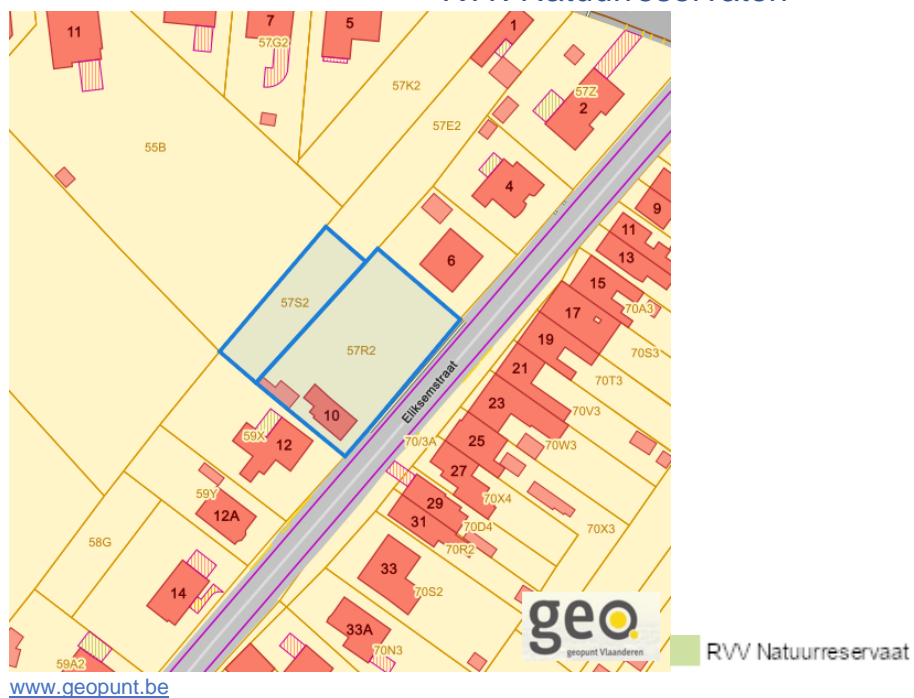 11
7
5
1
57G2
57K2
57Z
2
57E2
55B
4
9
11
13
6
15
57S2
17
70A3
57R2
19
70S3
21
70T3
Eliksemstraat
10
23
70V3
59X
12
70/3A
25
70W3
27
59Y
70X4
29
12A
31
70D4
70X3
58G
70R2
33
14
70S2
33A
59A2
70N3
geo.
geopunt Vlaanderen
RVV Natuurreservaat
www.geopunt.be